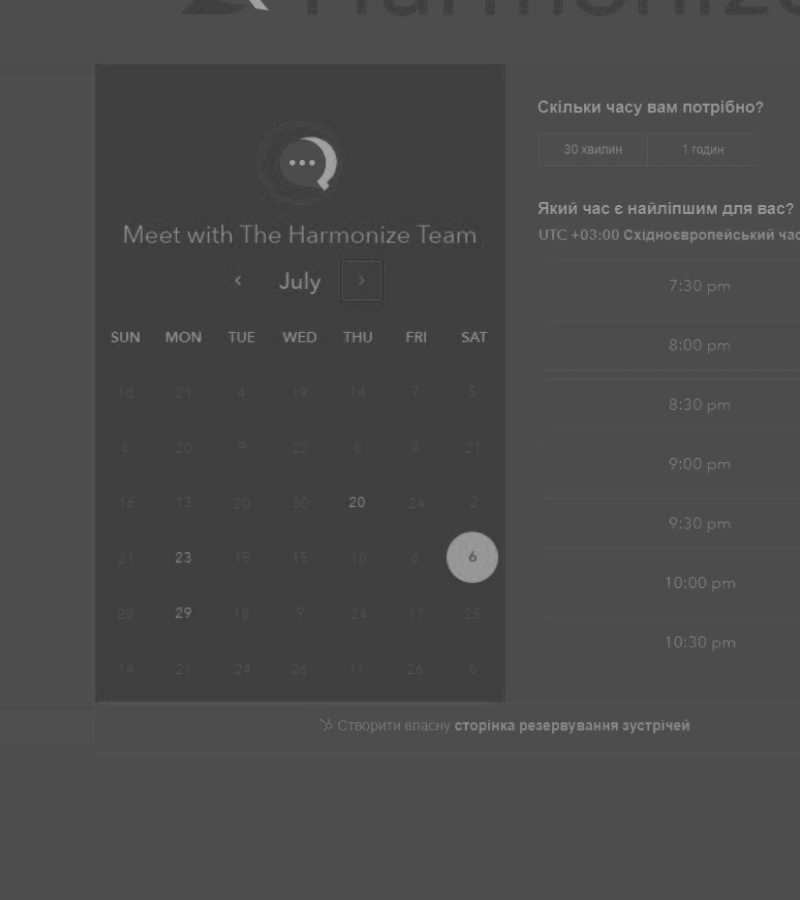 Harmonize
Meet with The Harmonize Team
July
SUN MON TUE WED THU FRI SAT
18 21 4 19 14 7 5
6 20 9 22 8 8 21
16 13 20 30 20 24 2
21 23 15 15 10 6 6
28 29 18 9 24 17 25
14 21 24 26 11 26 6
Скільки часу вам потрібно?
30 хвилин 1 годин
Який час є найліпшим для вас?
UTC +03:00 Східноєвропейський час
7:30 pm
8:00 pm
8:30 pm
9:00 pm
9:30 pm
10:00 pm
10:30 pm
Створити власну сторінка резервування зустрічей